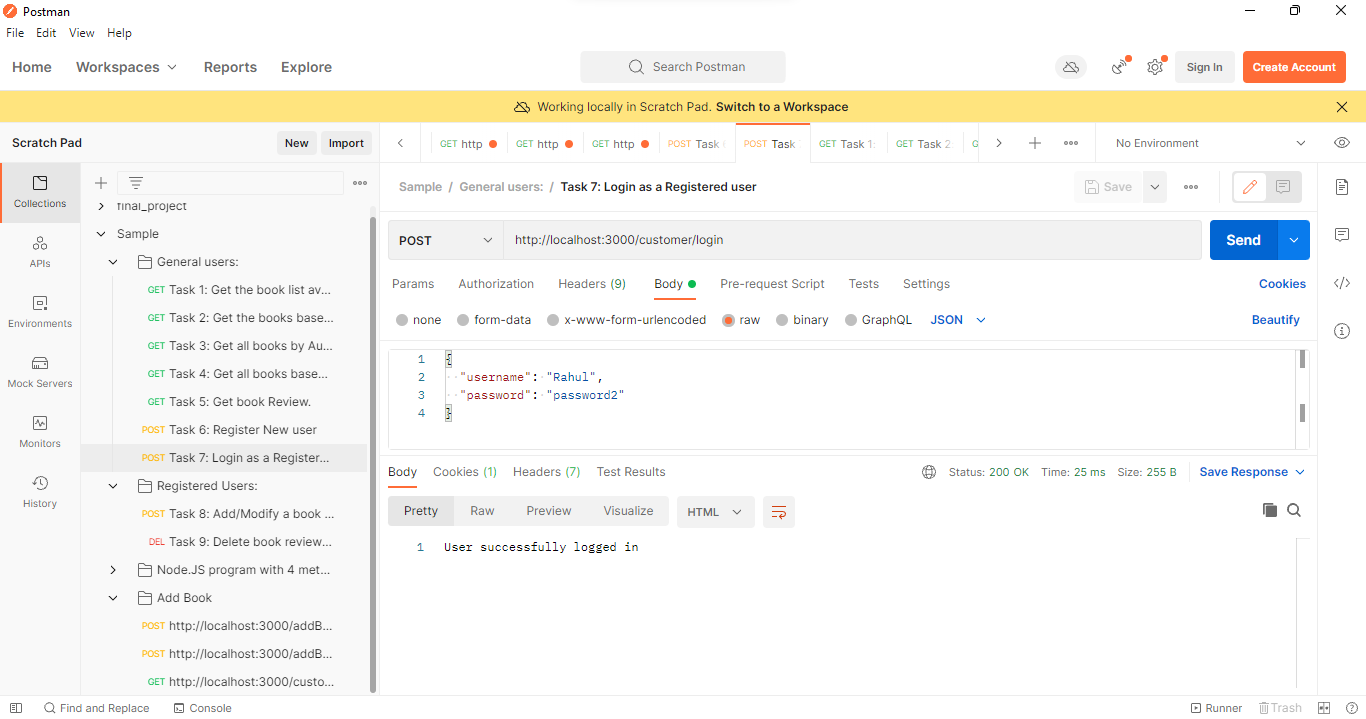 Postman
File Edit View Help
Home Workspaces Reports Explore Search Postman Sign In Create Account
Working locally in Scratch Pad. Switch to a Workspace
Scratch Pad New Import
GET http GET http GET http POST Task POST Task GET Task 1: GET Task 2: No Environment
Collections
APIs
Environments
Mock Servers
Monitors
History
final_project
Sample
General users:
GET Task 1: Get the book list av...
GET Task 2: Get the books base...
GET Task 3: Get all books by Au...
GET Task 4: Get all books base...
GET Task 5: Get book Review.
POST Task 6: Register New user
POST Task 7: Login as a Register...
Registered Users:
POST Task 8: Add/Modify a book ...
DEL Task 9: Delete book review...
Node.JS program with 4 met...
Add Book
POST http://localhost:3000/addB...
POST http://localhost:3000/addB...
GET http://localhost:3000/custo...
Sample / General users: / Task 7: Login as a Registered user Save
POST http://localhost:3000/customer/login Send
Params Authorization Headers (9) Body Pre-request Script Tests Settings Cookies
none form-data x-www-form-urlencoded raw binary GraphQL JSON Beautify
1 {
2 "username": "Rahul",
3 "password": "password2"
4 }
Body Cookies (1) Headers (7) Test Results Status: 200 OK Time: 25 ms Size: 255 B Save Response
Pretty Raw Preview Visualize HTML
1 User successfully logged in
Find and Replace Console Runner Trash